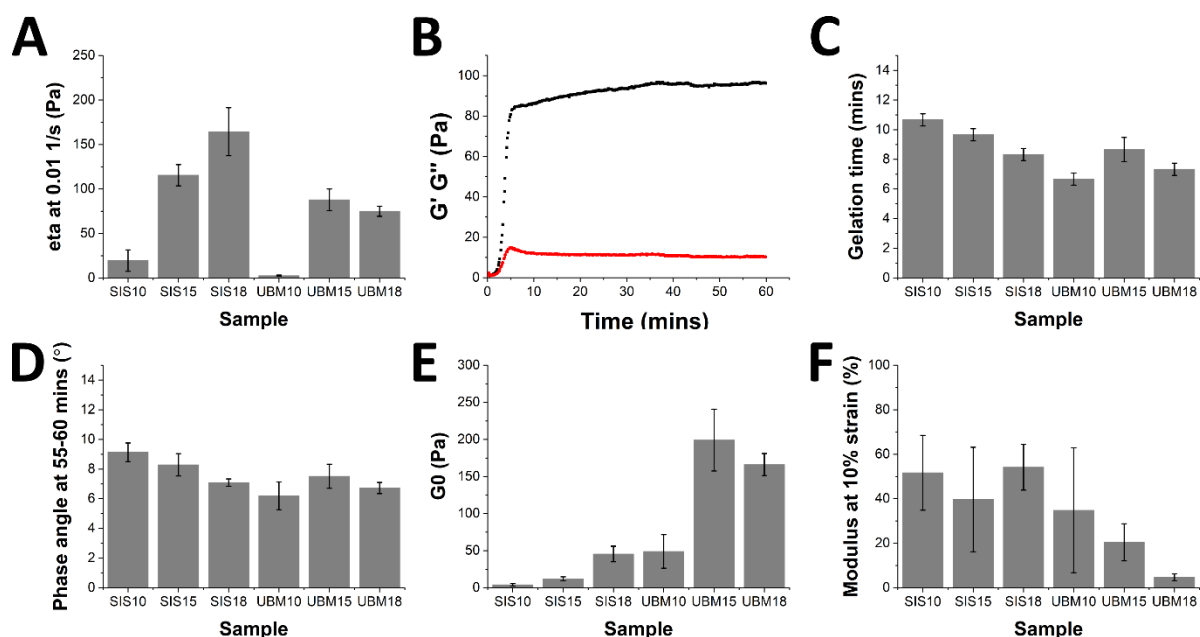 A
eta at 0.01 1/s (Pa)
250
200
150
100
50
0
SIS10 SIS15 SIS18 UBM10 UBM15 UBM18
Sample
B
G' G'' (Pa)
100
80
60
40
20
0
0 10 20 30 40 50 60
Time (mins)
C
Gelation time (mins)
14
12
10
8
6
4
2
0
SIS10 SIS15 SIS18 UBM10 UBM15 UBM18
Sample
D
Phase angle at 55-60 mins (°)
14
12
10
8
6
4
2
0
SIS10 SIS15 SIS18 UBM10 UBM15 UBM18
Sample
E
G0 (Pa)
300
250
200
150
100
50
0
SIS10 SIS15 SIS18 UBM10 UBM15 UBM18
Sample
F
Modulus at 10% strain (%)
100
80
60
40
20
0
SIS10 SIS15 SIS18 UBM10 UBM15 UBM18
Sample